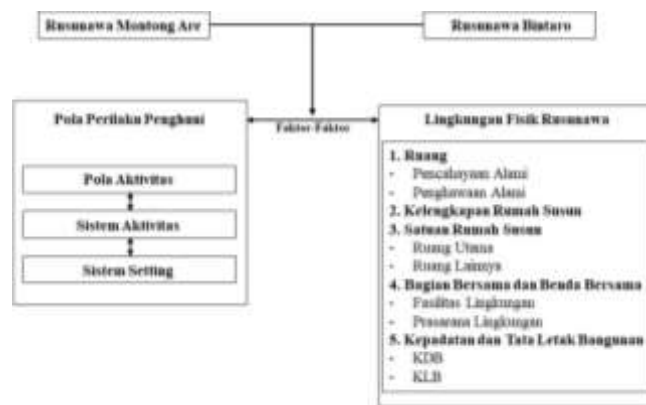 Rusunawa Montong Are
Rusunawa Bintaro
Pola Perilaku Penghuni
Faktor-Faktor
Lingkungan Fisik Rusunawa
Pola Aktivitas
Sistem Aktivitas
Sistem Setting
1. Ruang
- Pencahayaan Alami
- Penghawaan Alami
2. Kelengkapan Rumah Susun
3. Satuan Rumah Susun
- Ruang Utama
- Ruang Lainnya
4. Bagian Bersama dan Benda Bersama
- Fasilitas Lingkungan
- Prasarana Lingkungan
5. Kepadatan dan Tata Letak Bangunan
- KDB
- KLB